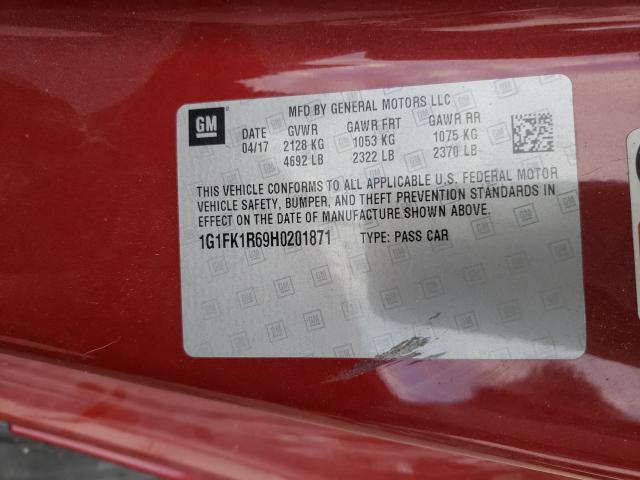 GM
MFD BY GENERAL MOTORS LLC
04/17 GVWR GAWR FRT GAWR RR
2128 KG 1053 KG 1075 KG
4692 LB 2322 LB 2370 LB
THIS VEHICLE CONFORMS TO ALL APPLICABLE U.S. FEDERAL MOTOR
VEHICLE SAFETY, BUMPER, AND THEFT PREVENTION STANDARDS IN
EFFECT ON THE DATE OF MANUFACTURE SHOWN ABOVE.
1G1FK1R69H0201871 TYPE: PASS CAR